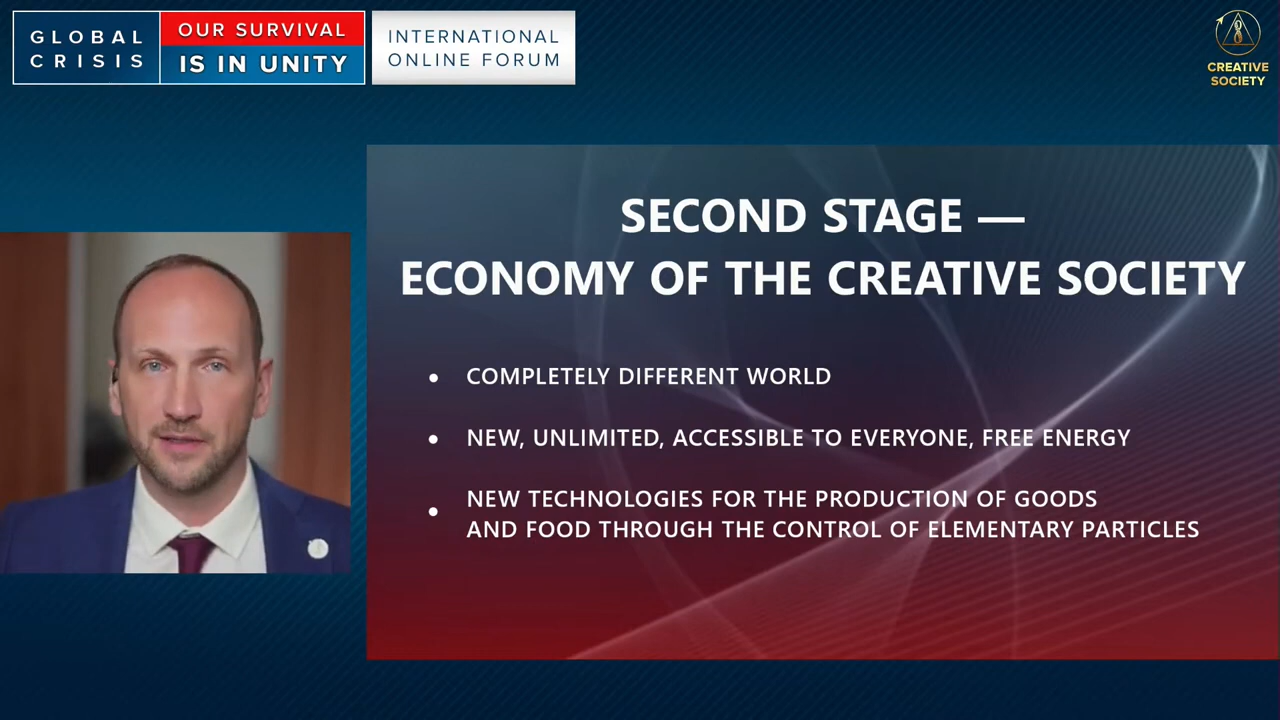 GLOBAL
CRISIS
OUR SURVIVAL
IS IN UNITY
INTERNATIONAL
ONLINE FORUM
CREATIVE
SOCIETY
SECOND STAGE —
ECONOMY OF THE CREATIVE SOCIETY
• COMPLETELY DIFFERENT WORLD
• NEW, UNLIMITED, ACCESSIBLE TO EVERYONE, FREE ENERGY
• NEW TECHNOLOGIES FOR THE PRODUCTION OF GOODS
AND FOOD THROUGH THE CONTROL OF ELEMENTARY PARTICLES